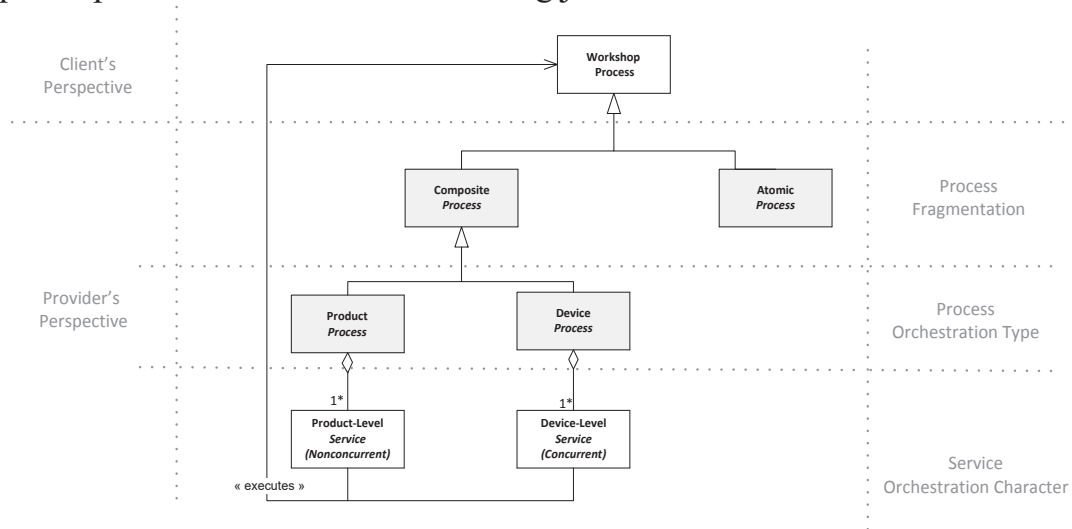 Client's
Perspective
Workshop
Process
Composite
Process
Atomic
Process
Process
Fragmentation
Provider's
Perspective
Product
Process
Device
Process
Process
Orchestration Type
1*
1*
Product-Level
Service
(Nonconcurrent)
Device-Level
Service
(Concurrent)
« executes »
Service
Orchestration Character